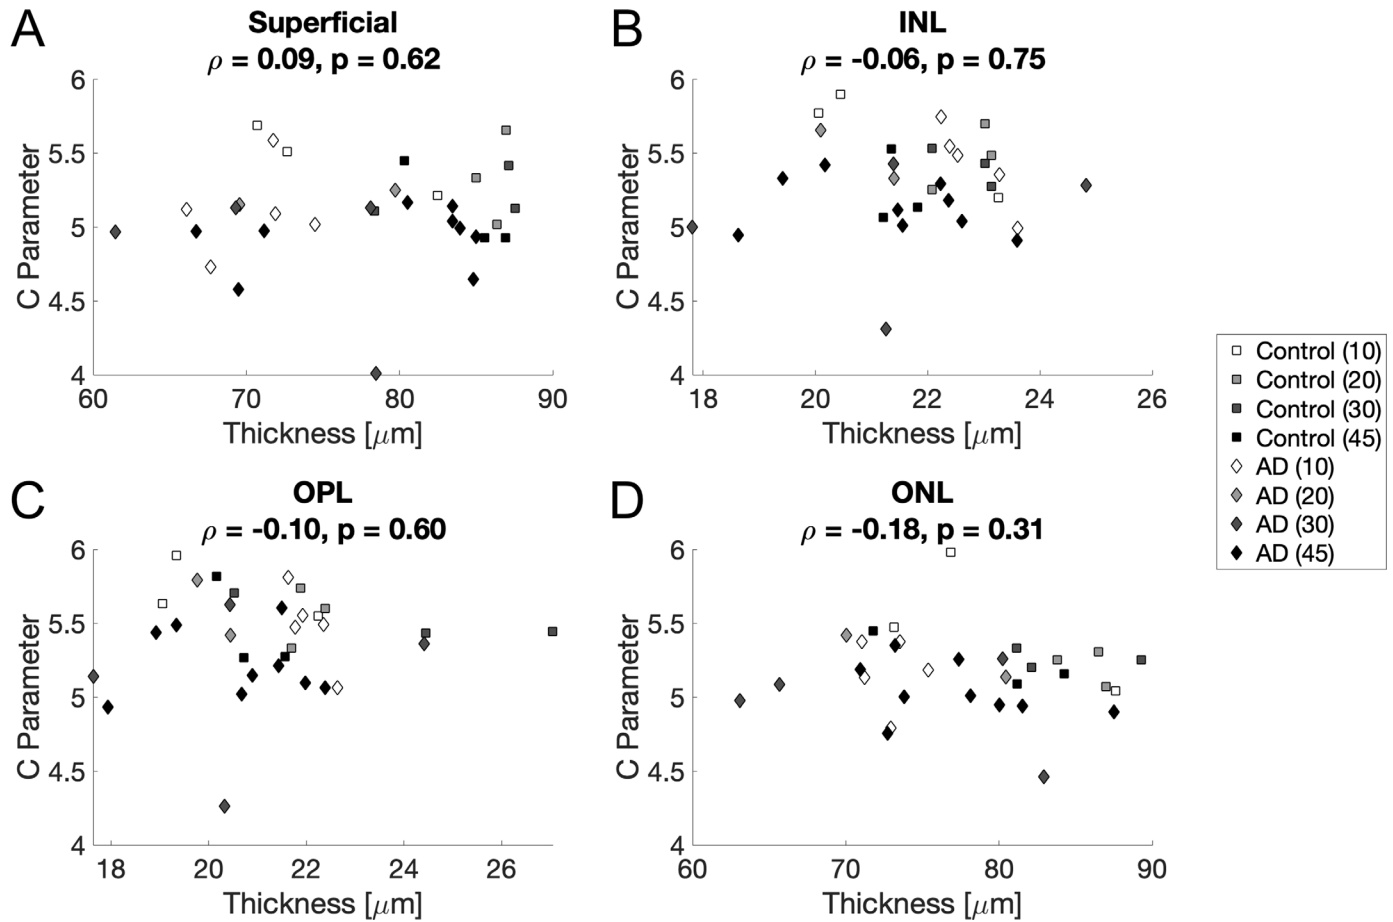 A
Superficial
ρ = 0.09, p = 0.62
6
5.5
5
4.5
4
C Parameter
60 70 80 90
Thickness [μm]
B
INL
ρ = -0.06, p = 0.75
6
5.5
5
4.5
4
C Parameter
18 20 22 24 26
Thickness [μm]
Control (10)
Control (20)
Control (30)
Control (45)
AD (10)
AD (20)
AD (30)
AD (45)
C
OPL
ρ = -0.10, p = 0.60
6
5.5
5
4.5
4
C Parameter
18 20 22 24 26
Thickness [μm]
D
ONL
ρ = -0.18, p = 0.31
6
5.5
5
4.5
4
C Parameter
60 70 80 90
Thickness [μm]